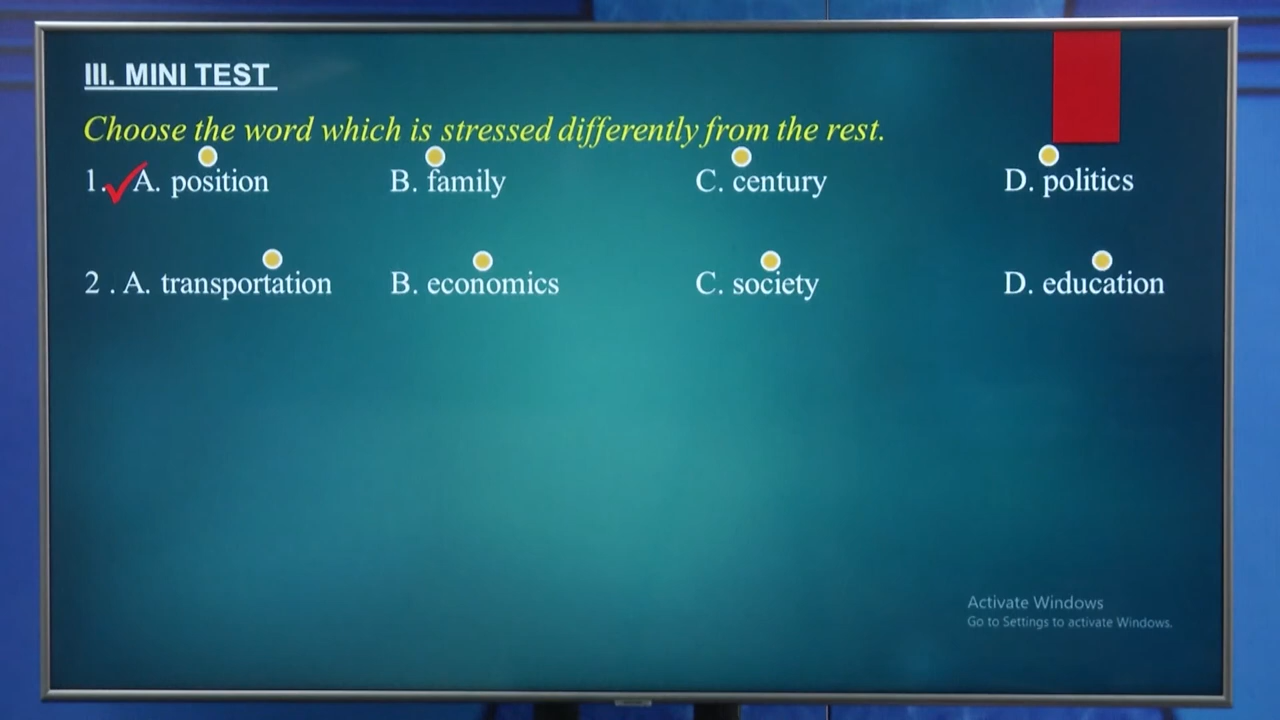 III. MINI TEST
Choose the word which is stressed differently from the rest.
1. A. position B. family C. century D. politics
2 . A. transportation B. economics C. society D. education
Activate Windows
Go to Settings to activate Windows.